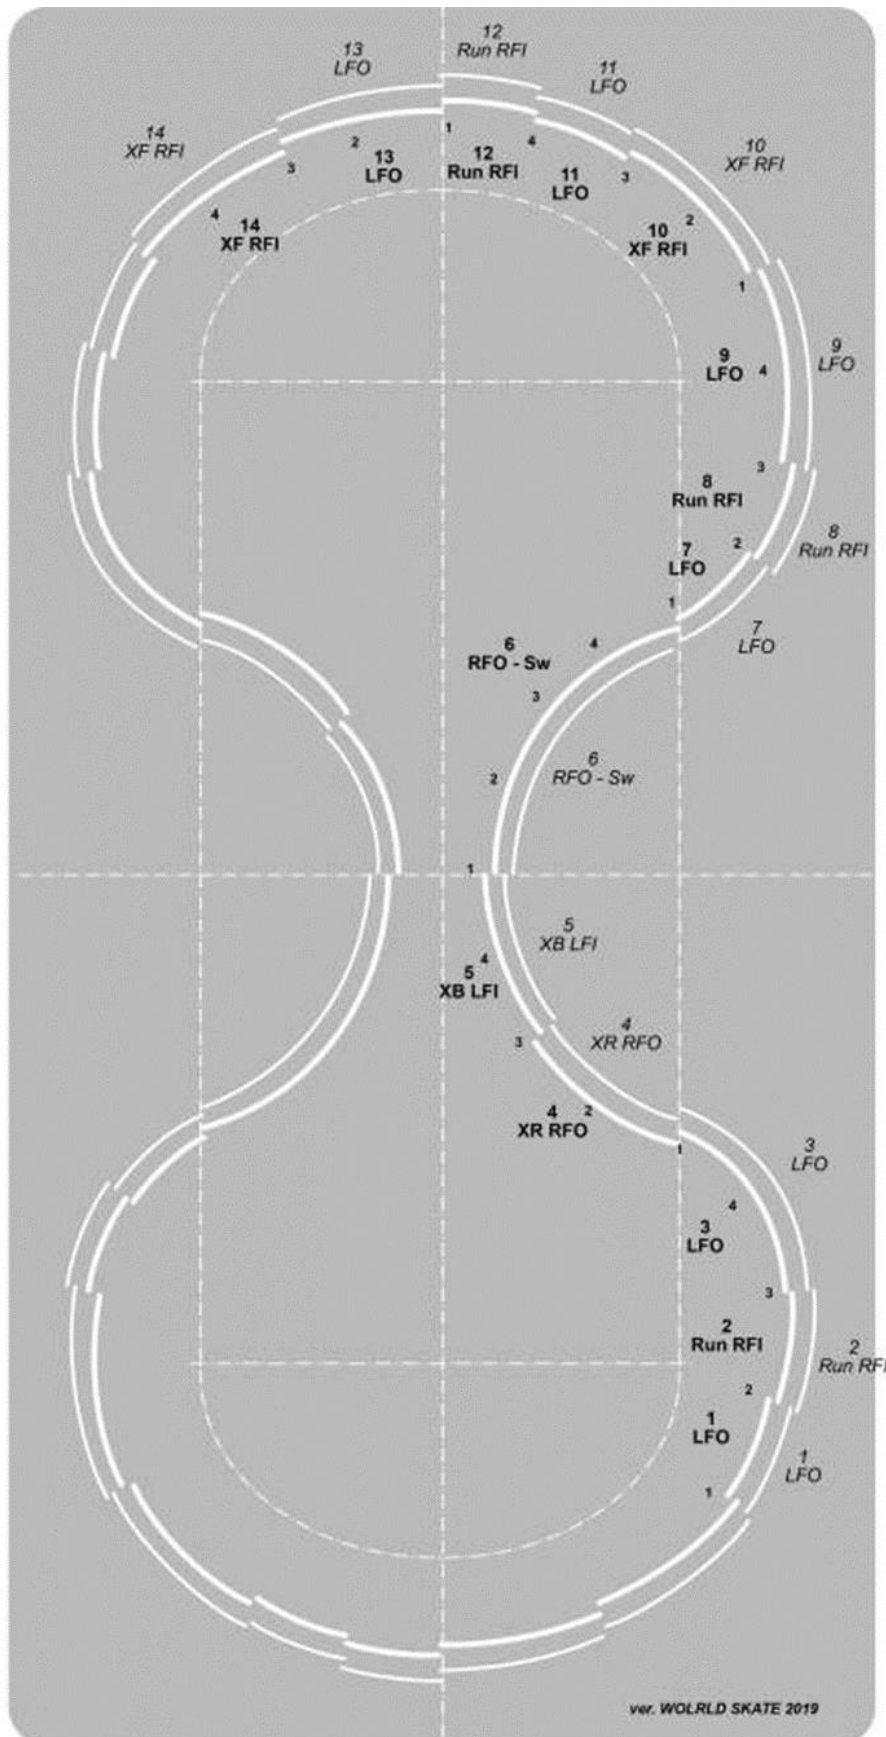 12
Run RFI
13
LFO
11
LFO
14
XF RFI
10
XF RFI
1
4
2
13
LFO
12
Run RFI
3
11
LFO
3
4
14
XF RFI
2
10
XF RFI
1
9
LFO
4
9
LFO
3
8
Run RFI
8
Run RFI
2
7
LFO
1
7
LFO
6
RFO - Sw
4
3
2
6
RFO - Sw
1
5
XB LFI
4
5
XB LFI
3
4
XR RFO
4
XR RFO
2
1
3
LFO
4
3
LFO
3
2
Run RFI
2
Run RFI
2
1
LFO
1
LFO
1
ver. WOLRLD SKATE 2019